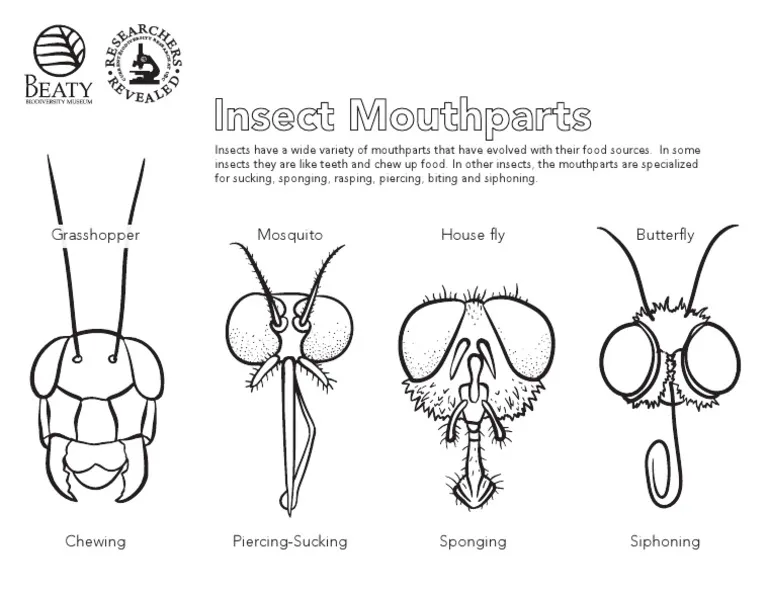 BEATY
BIODIVERSITY MUSEUM
RESEARCHERS
REVEALED
Insect Mouthparts
Insects have a wide variety of mouthparts that have evolved with their food sources.  In some
insects they are like teeth and chew up food. In other insects, the mouthparts are specialized
for sucking, sponging, rasping, piercing, biting and siphoning.
Grasshopper
Mosquito
House fly
Butterfly
Chewing
Piercing-Sucking
Sponging
Siphoning